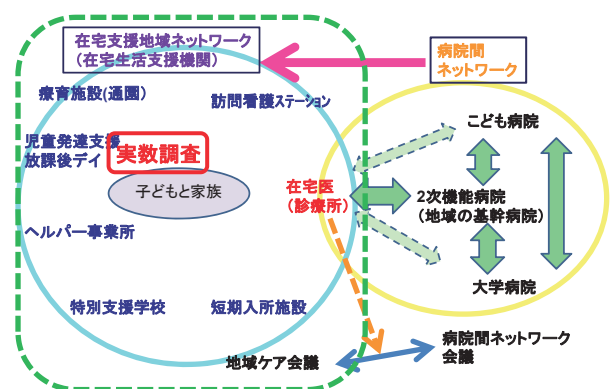 在宅支援地域ネットワーク
（在宅生活支援機関）
病院間
ネットワーク
療育施設(通園)
訪問看護ステーション
こども病院
児童発達支援
放課後デイ
実数調査
子どもと家族
在宅医
（診療所）
2次機能病院
（地域の基幹病院）
ヘルパー事業所
大学病院
特別支援学校
短期入所施設
地域ケア会議
病院間ネットワーク
会議